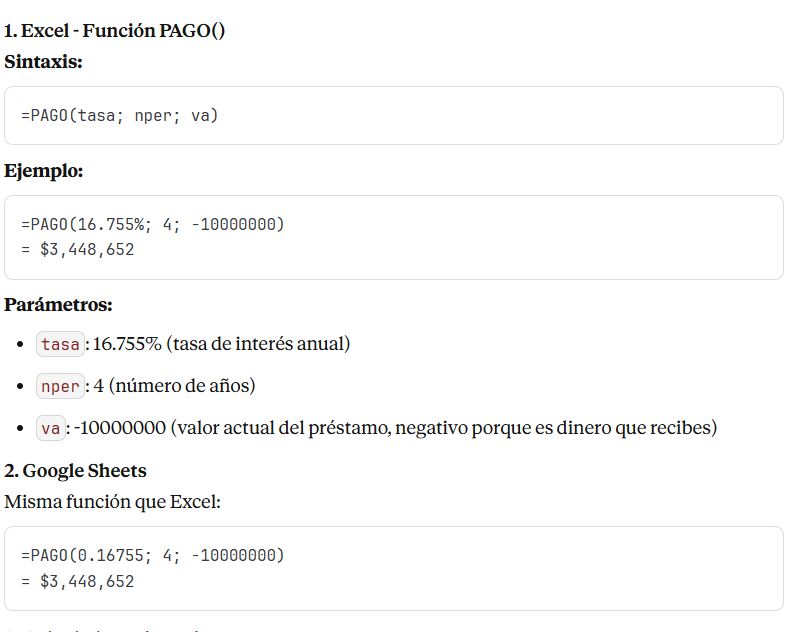 1. Excel - Función PAGO()
Sintaxis:
=PAGO(tasa; nper; va)
Ejemplo:
=PAGO(16.755%; 4; -10000000)
= $3,448,652
Parámetros:
• tasa: 16.755% (tasa de interés anual)
• nper: 4 (número de años)
• va: -10000000 (valor actual del préstamo, negativo porque es dinero que recibes)
2. Google Sheets
Misma función que Excel:
=PAGO(0.16755; 4; -10000000)
= $3,448,652